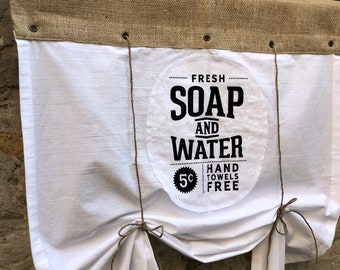 FRESH
SOAP
AND
WATER
5¢
HAND
TOWELS
FREE